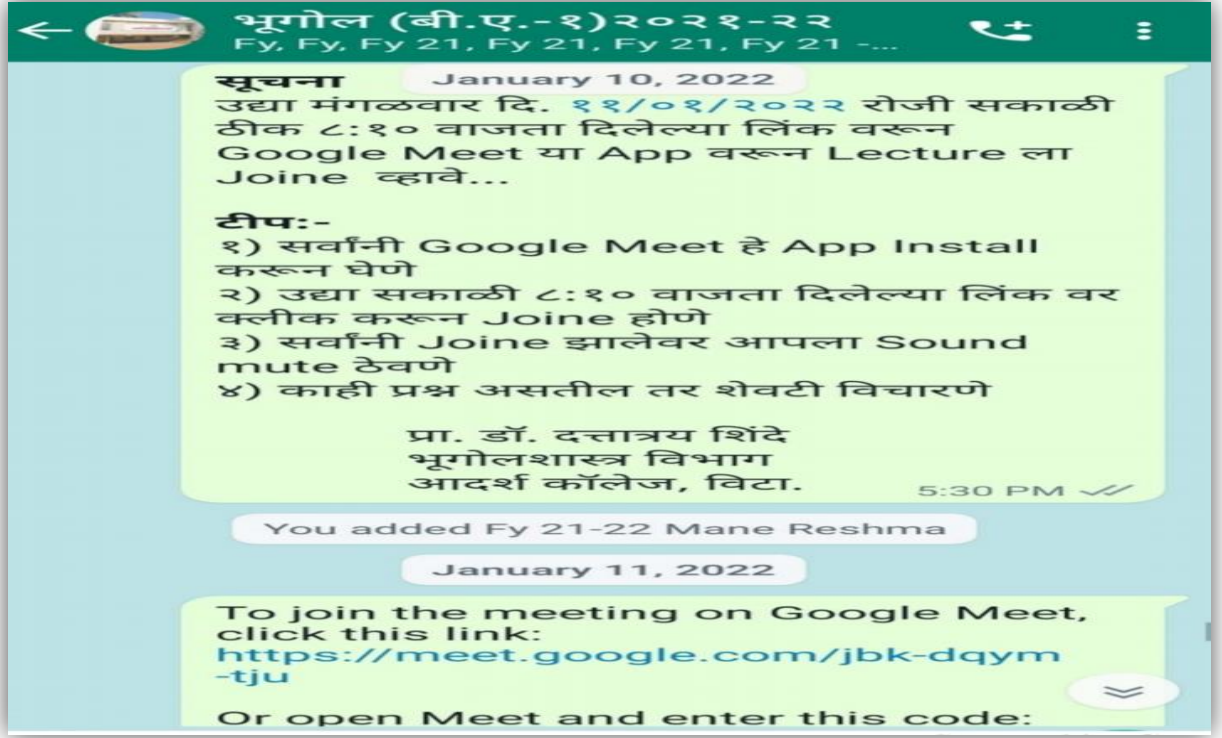 भूगोल (बी.ए.-१)२०२१-२२
Fy, Fy, Fy 21, Fy 21, Fy 21, Fy 21 -...
January 10, 2022
सूचना
उद्या मंगळवार दि. ११/०१/२०२२ रोजी सकाळी
ठीक ८:१० वाजता दिलेल्या लिंक वरून
Google Meet या App वरून Lecture ला
Joine व्हावे...
टीप:-
१) सर्वांनी Google Meet हे App Install
करून घेणे
२) उद्या सकाळी ८:१० वाजता दिलेल्या लिंक वर
क्लीक करून Joine होणे
३) सर्वांनी Joine झालेवर आपला Sound
mute ठेवणे
४) काही प्रश्न असतील तर शेवटी विचारणे
प्रा. डॉ. दत्तात्रय शिंदे
भूगोलशास्त्र विभाग
आदर्श कॉलेज, विटा.
5:30 PM
You added Fy 21-22 Mane Reshma
January 11, 2022
To join the meeting on Google Meet,
click this link:
https://meet.google.com/jbk-dqym
-tju
Or open Meet and enter this code: